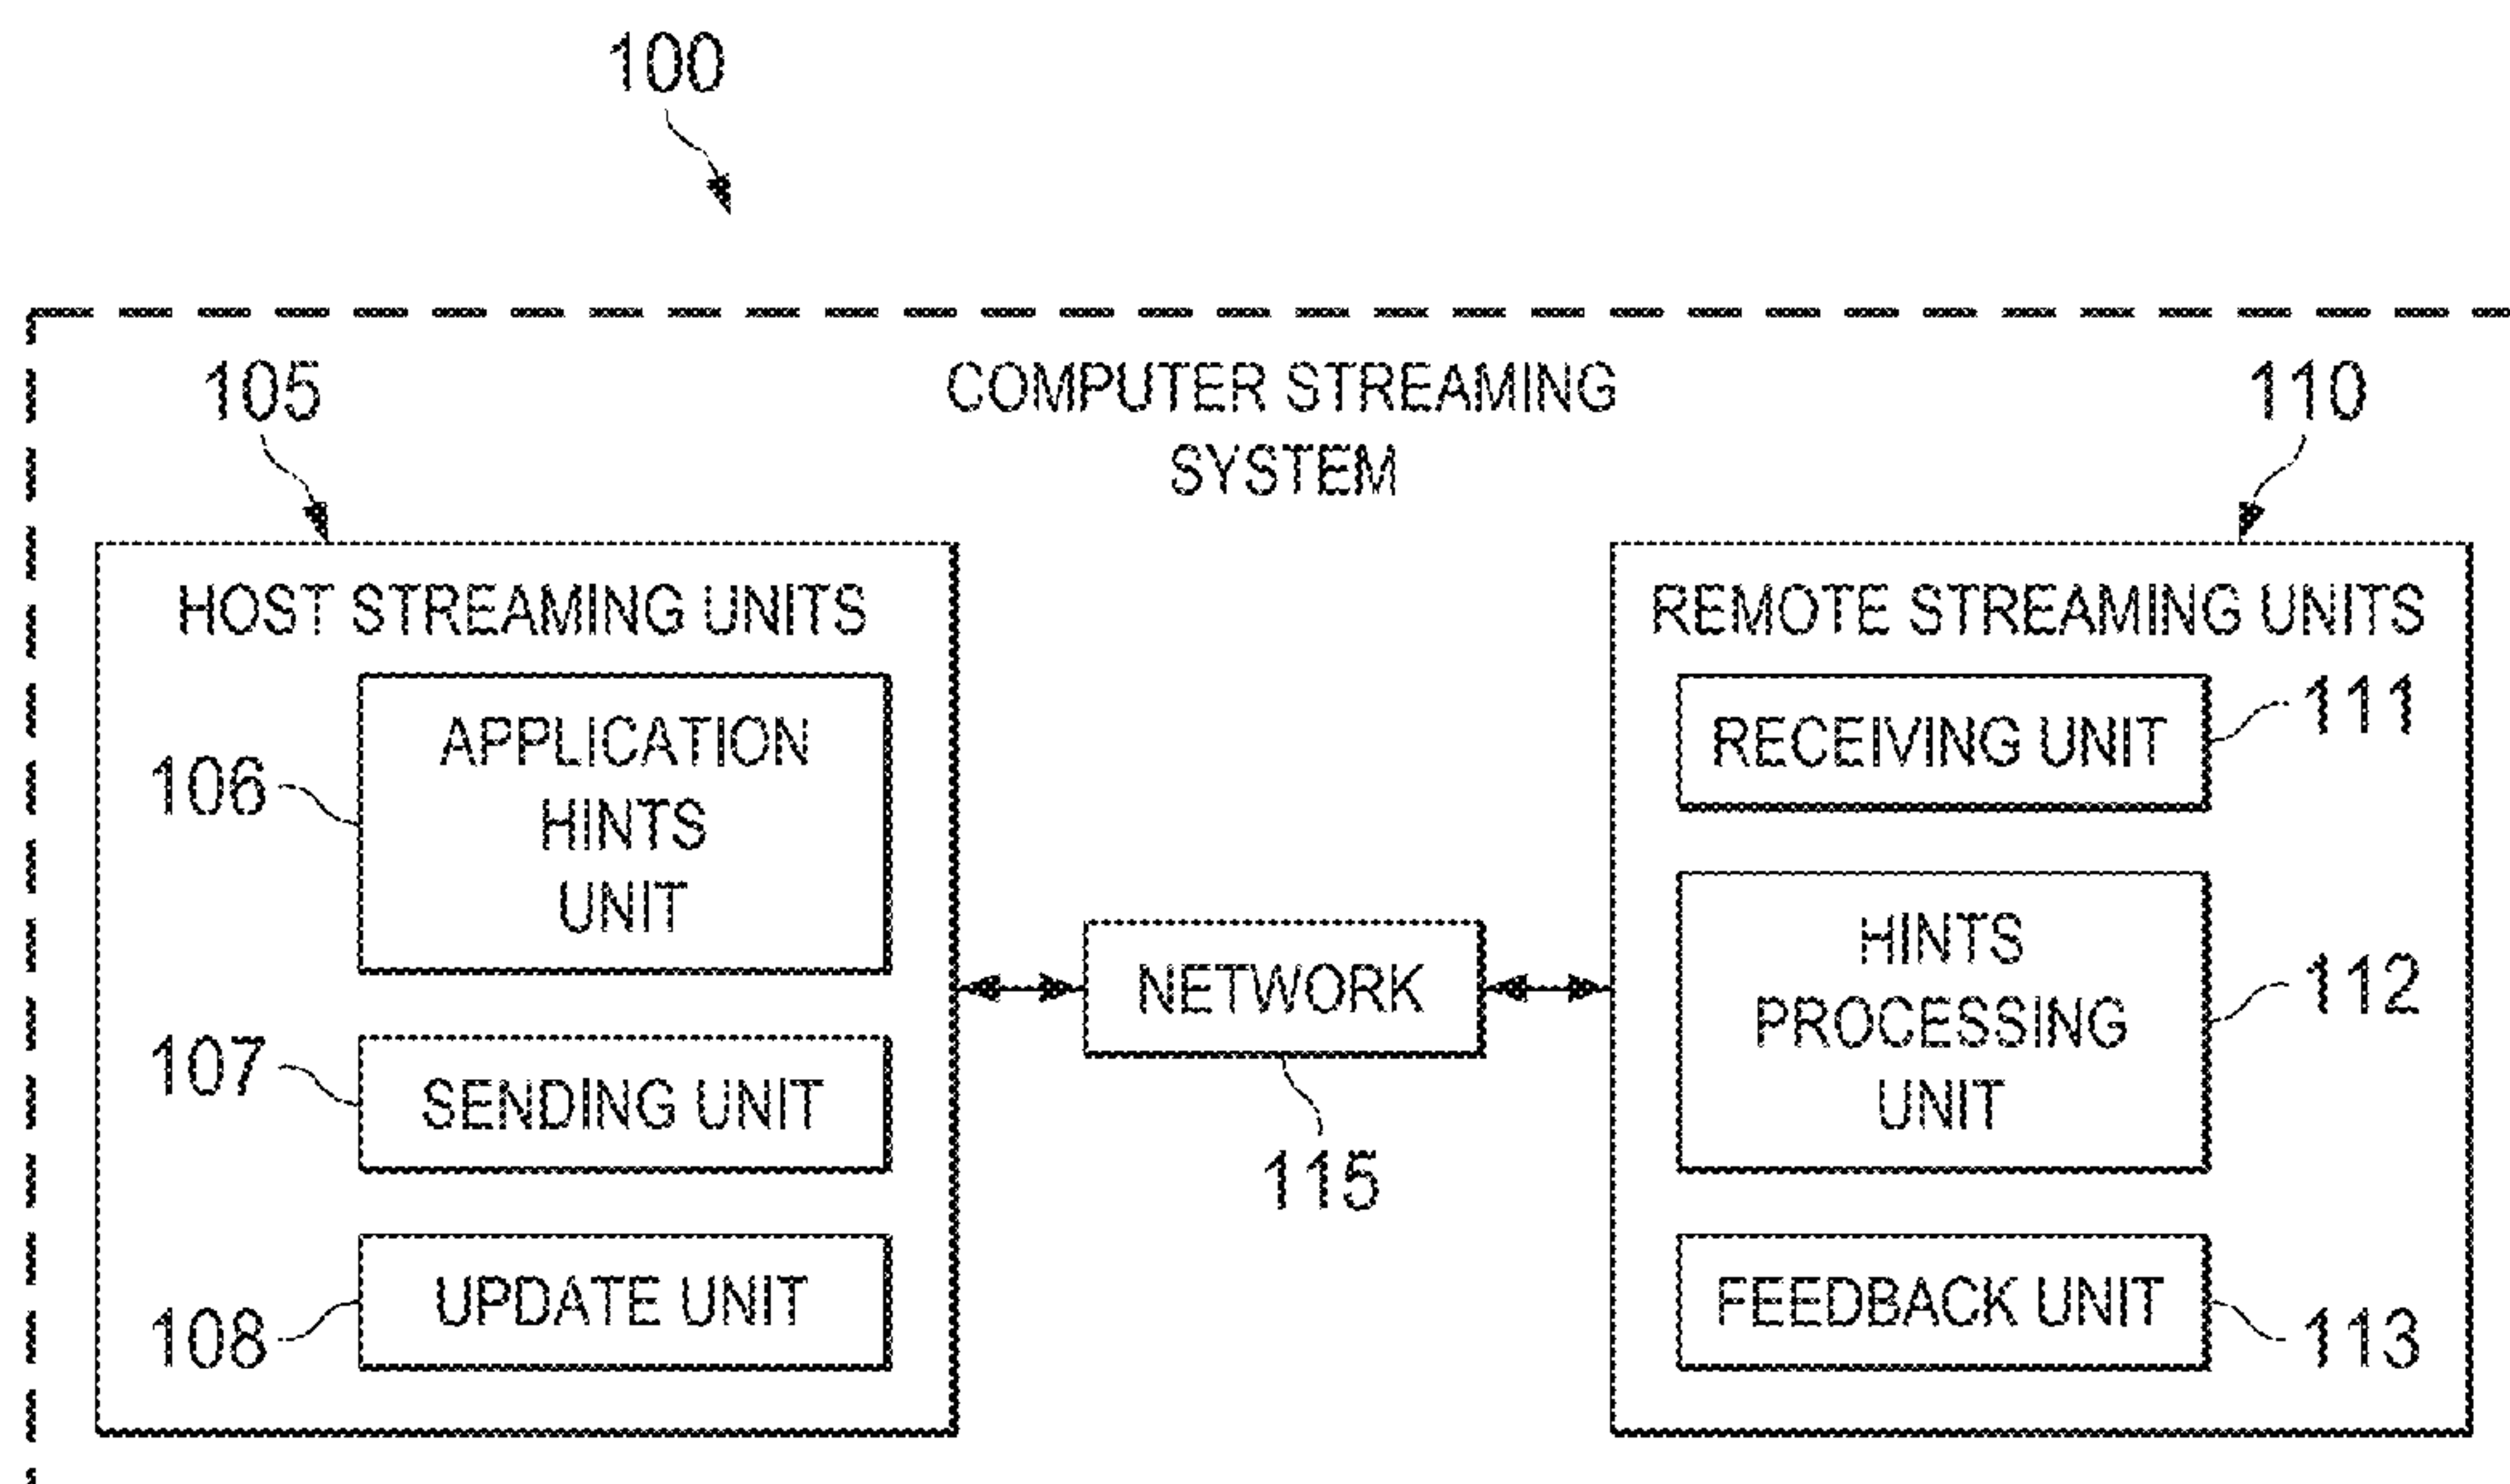 100
COMPUTER STREAMING
SYSTEM
105
110
HOST STREAMING UNITS
106
APPLICATION
HINTS
UNIT
107
SENDING UNIT
108
UPDATE UNIT
NETWORK
115
REMOTE STREAMING UNITS
RECEIVING UNIT
111
HINTS
PROCESSING
UNIT
112
FEEDBACK UNIT
113